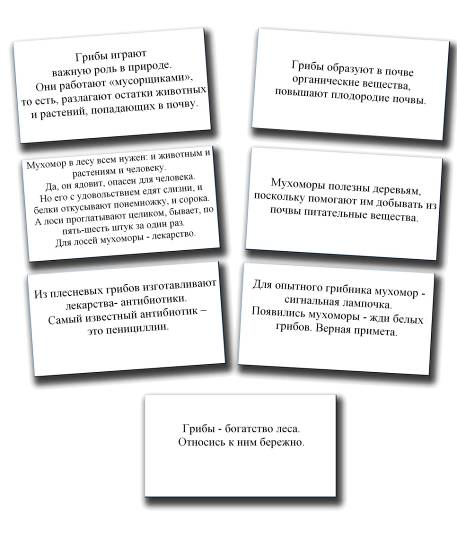 Грибы играют
важную роль в природе.
Они работают «мусорщиками»,
то есть, разлагают остатки животных
и растений, попадающих в почву.
Грибы образуют в почве
органические вещества,
повышают плодородие почвы.
Мухомор в лесу всем нужен: и животным и
растениям и человеку.
Да, он ядовит, опасен для человека.
Но его с удовольствием едят слизни, и
белки откусывают понемножку, и сорока.
А лоси проглатывают целиком, бывает, по
пять-шесть штук за один раз.
Для лосей мухоморы - лекарство.
Мухоморы полезны деревьям,
поскольку помогают им добывать из
почвы питательные вещества.
Из плесневых грибов изготавливают
лекарства- антибиотики.
Самый известный антибиотик –
это пенициллин.
Для опытного грибника мухомор -
сигнальная лампочка.
Появились мухоморы - жди белых
грибов. Верная примета.
Грибы - богатство леса.
Относись к ним бережно.